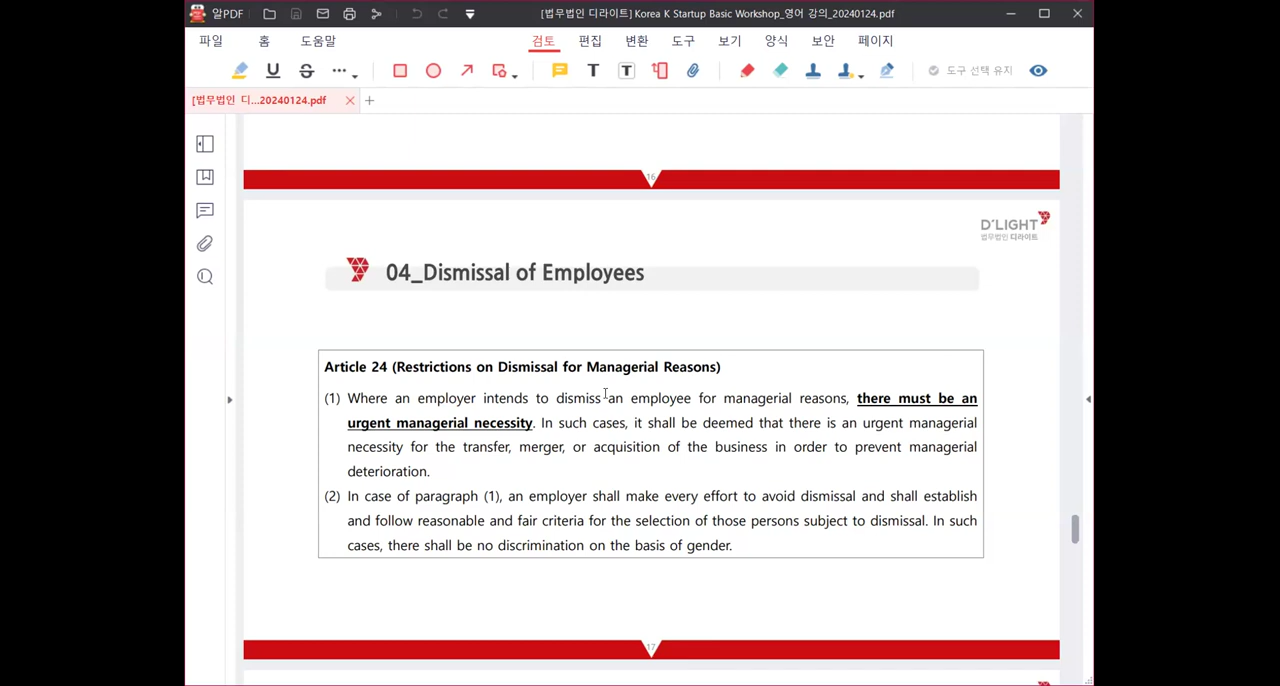 알PDF
[법무법인 디라이트] Korea K Startup Basic Workshop_영어 강의_20240124.pdf
파일 홈 도움말 검토 편집 변환 도구 보기 양식 보안 페이지
도구 선택 유지
[법무법인 디...20240124.pdf
16
D'LIGHT
법무법인 디라이트
04_Dismissal of Employees
Article 24 (Restrictions on Dismissal for Managerial Reasons)
(1) Where an employer intends to dismiss an employee for managerial reasons, there must be an
urgent managerial necessity. In such cases, it shall be deemed that there is an urgent managerial
necessity for the transfer, merger, or acquisition of the business in order to prevent managerial
deterioration.
(2) In case of paragraph (1), an employer shall make every effort to avoid dismissal and shall establish
and follow reasonable and fair criteria for the selection of those persons subject to dismissal. In such
cases, there shall be no discrimination on the basis of gender.
17